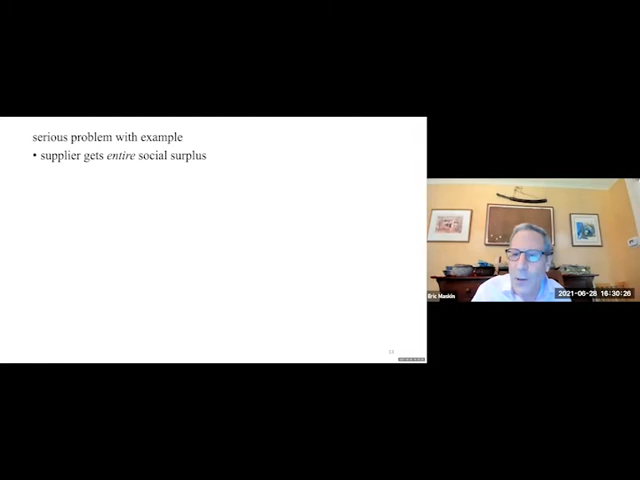 serious problem with example
• supplier gets entire social surplus
Eric Maskin
2021-06-28 16:30:26